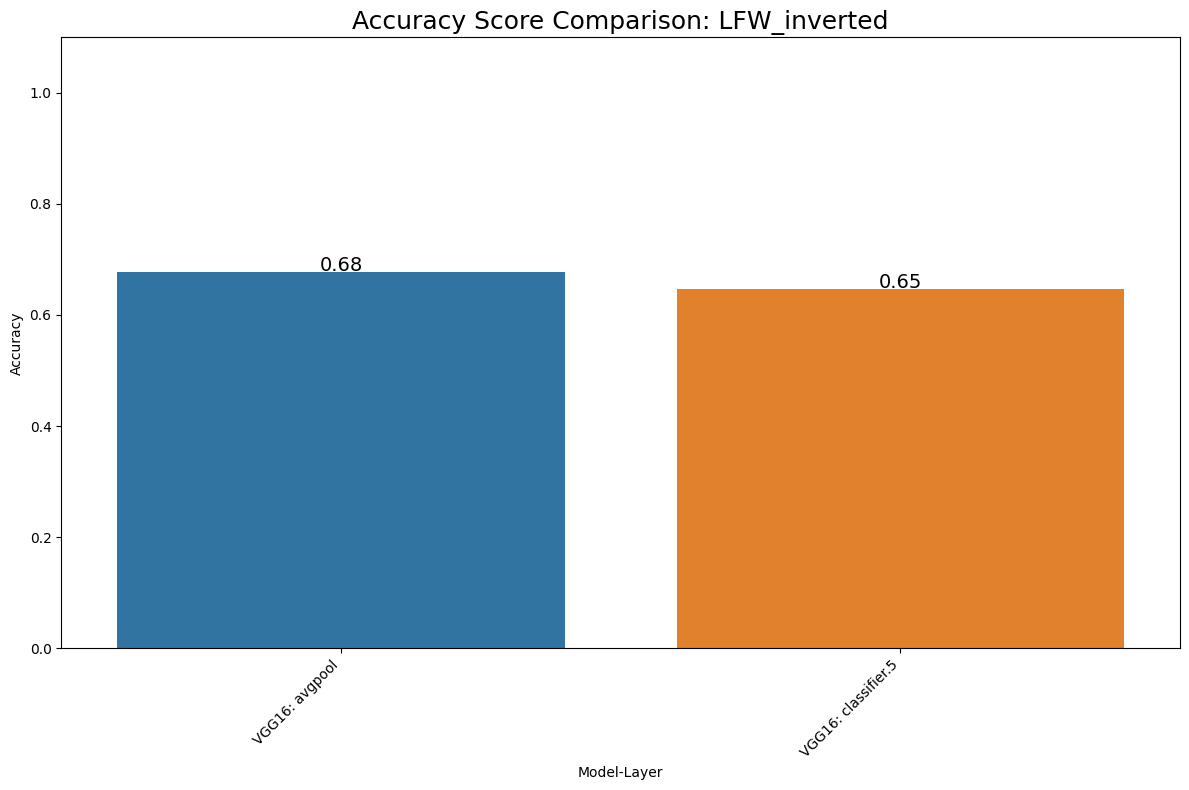 Accuracy Score Comparison: LFW_inverted
1.0
0.8
0.6
0.4
0.2
0.0
Accuracy
0.68
0.65
VGG16: avgpool
VGG16: classifier.5
Model-Layer